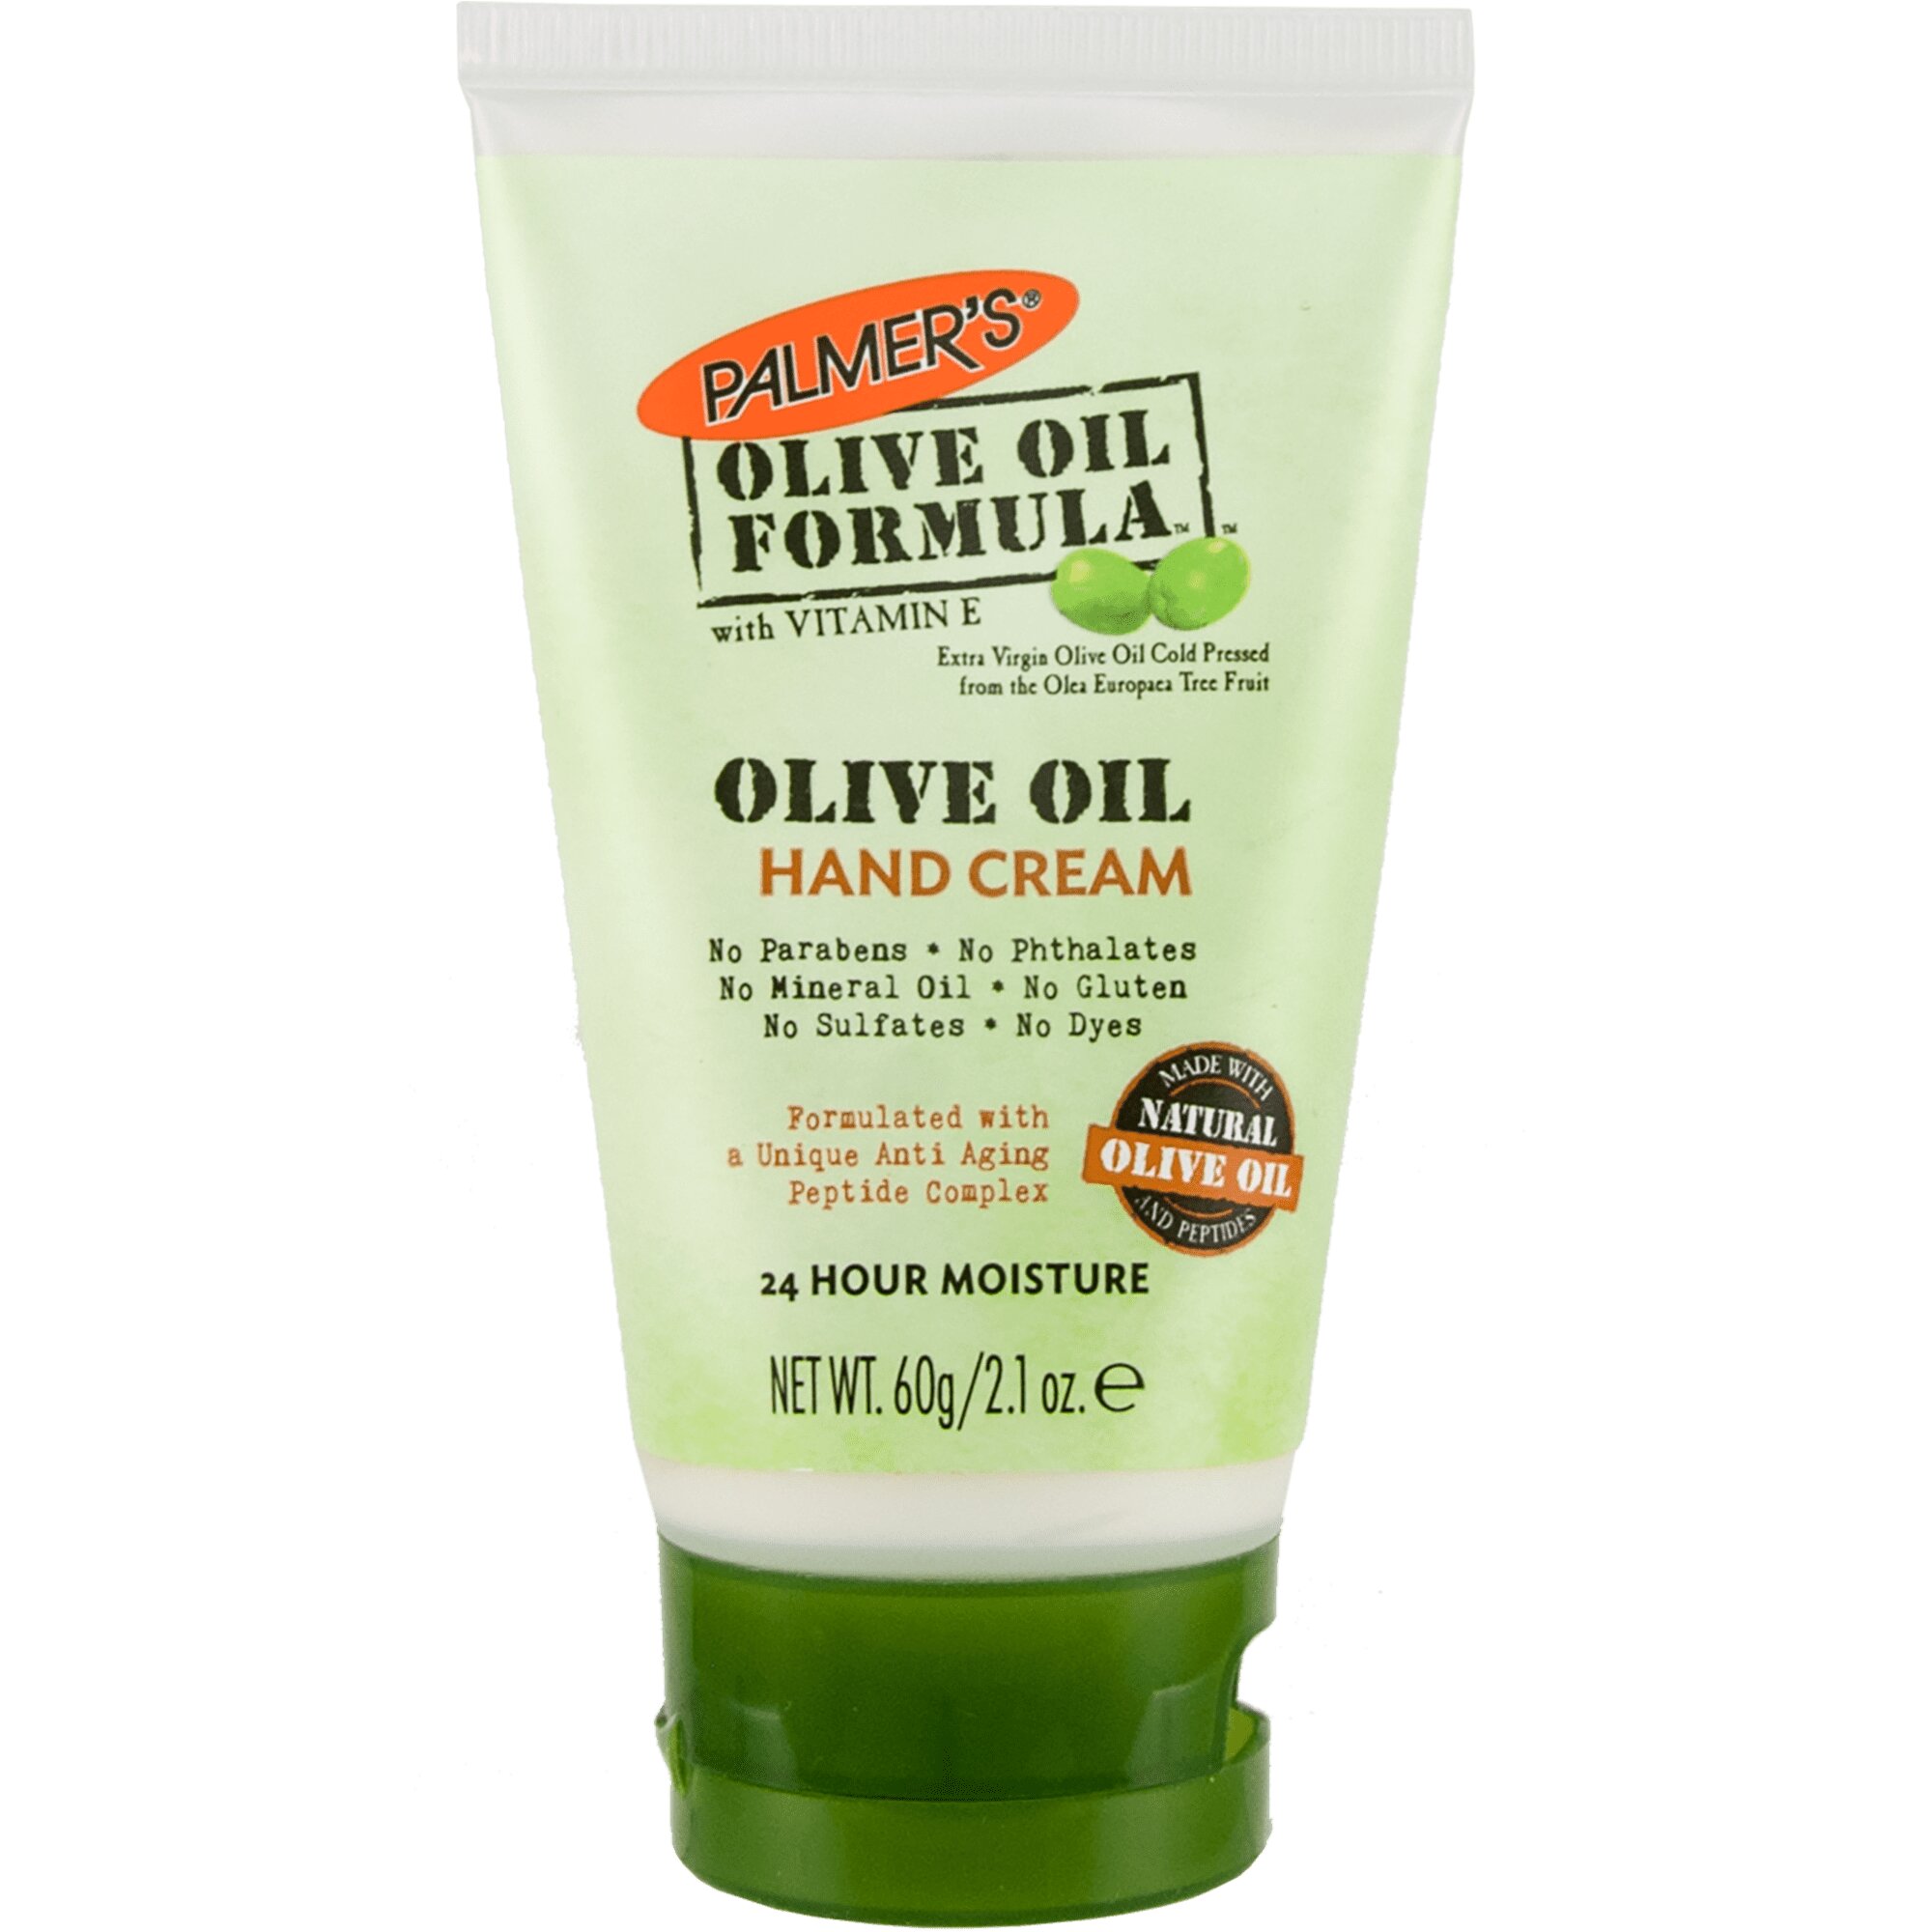 PALMER'S®
OLIVE OIL
FORMULA™ ™
with VITAMIN E
Extra Virgin Olive Oil Cold Pressed
from the Olea Europaea Tree Fruit
OLIVE OIL
HAND CREAM
No Parabens * No Phthalates
No Mineral Oil * No Gluten
No Sulfates * No Dyes
Formulated with
a Unique Anti Aging
Peptide Complex
MADE WITH
NATURAL
OLIVE OIL
AND PEPTIDES
24 HOUR MOISTURE
NET WT. 60g/2.1 oz. ℮